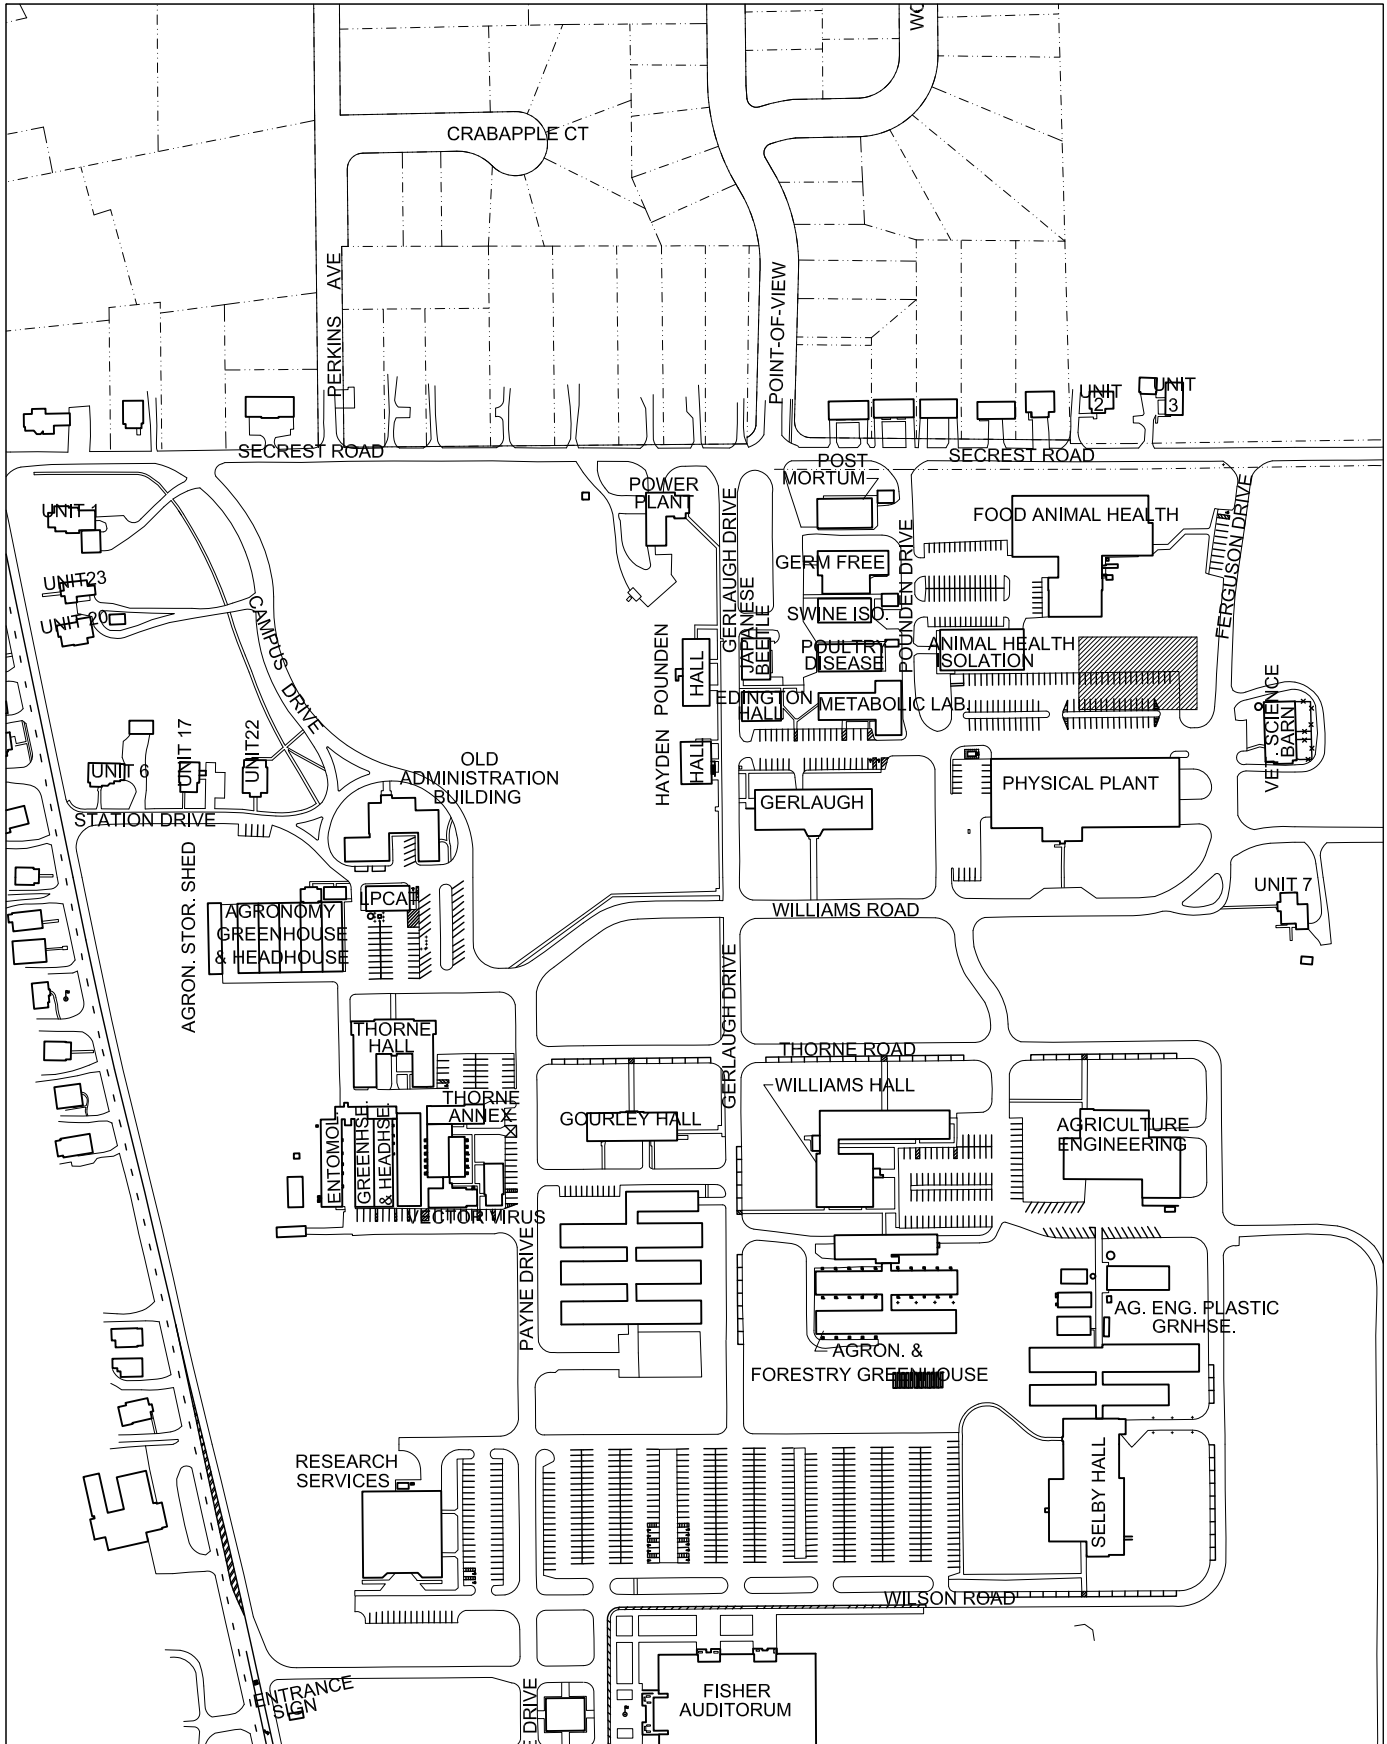 WO
CRABAPPLE CT
PERKINS AVE
POINT-OF-VIEW
UNIT
2
UNIT
3
SECREST ROAD
SECREST ROAD
POST
MORTUM
POWER
PLANT
UNIT 1
FOOD ANIMAL HEALTH
GERLAUGH DRIVE
POUNDEN DRIVE
FERGUSON DRIVE
GERM FREE
UNIT23
UNIT 20
CAMPUS DRIVE
SWINE ISO.
JAPANESE
BEETLE
POULTRY
DISEASE
ANIMAL HEALTH
ISOLATION
POUNDEN
HALL
EDINGTON
HALL
METABOLIC LAB.
HAYDEN
HALL
VET. SCIENCE
BARN
UNIT 6
UNIT 17
UNIT22
OLD
ADMINISTRATION
BUILDING
PHYSICAL PLANT
GERLAUGH
STATION DRIVE
AGRON. STOR. SHED
UNIT 7
LPCAT
AGRONOMY
GREENHOUSE
& HEADHOUSE
WILLIAMS ROAD
GERLAUGH DRIVE
THORNE
HALL
THORNE ROAD
WILLIAMS HALL
THORNE
ANNEX
GOURLEY HALL
AGRICULTURE
ENGINEERING
ENTOMOL.
GREENHSE.
& HEADHSE.
VECTOR VIRUS
PAYNE DRIVE
AG. ENG. PLASTIC
GRNHSE.
AGRON. &
FORESTRY GREENHOUSE
RESEARCH
SERVICES
SELBY HALL
WILSON ROAD
ENTRANCE
SIGN
E DRIVE
FISHER
AUDITORUM